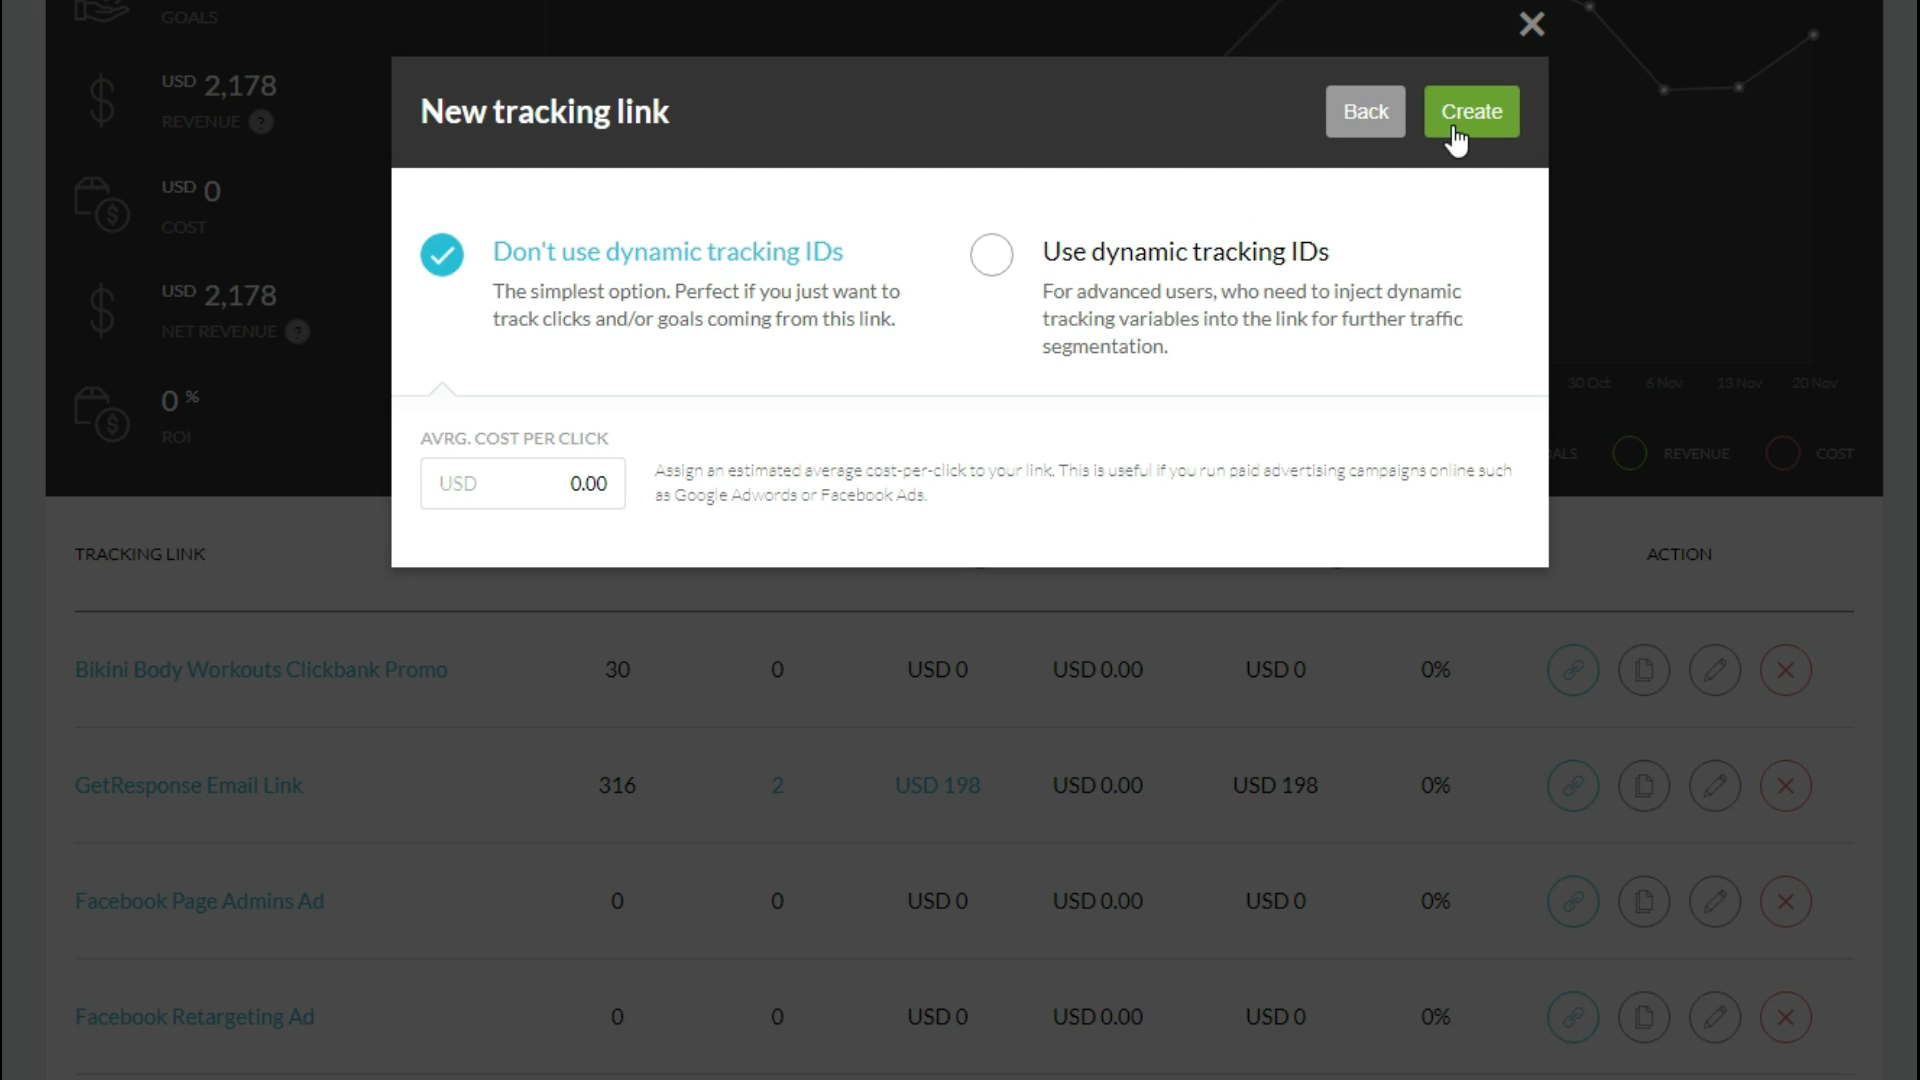 GOALS
USD 2,178
REVENUE ?
USD 0
COST
USD 2,178
NET REVENUE ?
0 %
ROI
New tracking link
Back
Create
Don't use dynamic tracking IDs
The simplest option. Perfect if you just want to
track clicks and/or goals coming from this link.
Use dynamic tracking IDs
For advanced users, who need to inject dynamic
tracking variables into the link for further traffic
segmentation.
AVRG. COST PER CLICK
USD 0.00
Assign an estimated average cost-per-click to your link. This is useful if you run paid advertising campaigns online such
as Google Adwords or Facebook Ads.
30 Oct 6 Nov 13 Nov 20 Nov
ALS REVENUE COST
TRACKING LINK ACTION
Bikini Body Workouts Clickbank Promo 30 0 USD 0 USD 0.00 USD 0 0%
GetResponse Email Link 316 2 USD 198 USD 0.00 USD 198 0%
Facebook Page Admins Ad 0 0 USD 0 USD 0.00 USD 0 0%
Facebook Retargeting Ad 0 0 USD 0 USD 0.00 USD 0 0%